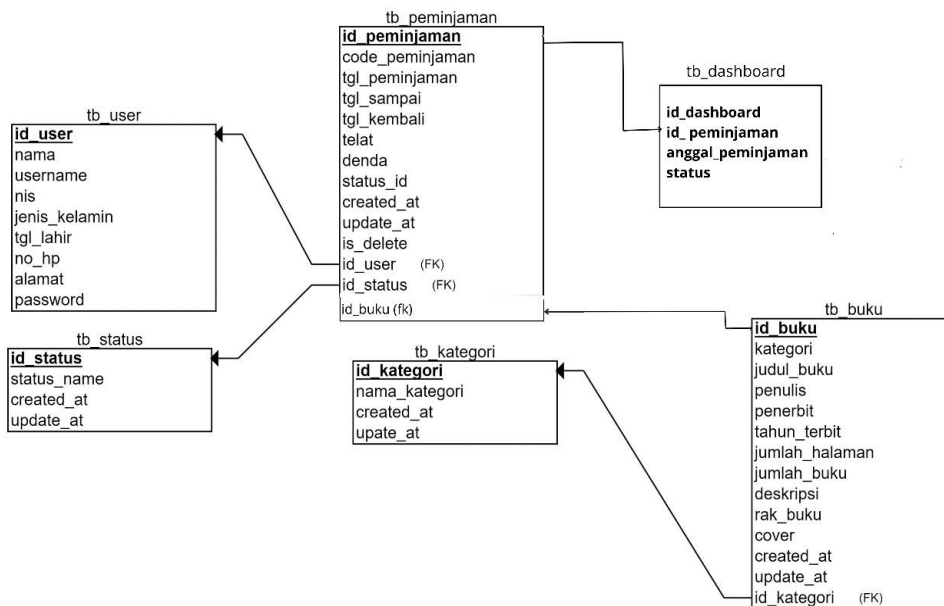 tb_peminjaman
id_peminjaman
code_peminjaman
tgl_peminjaman
tgl_sampai
tgl_kembali
telat
denda
status_id
created_at
update_at
is_delete
id_user (FK)
id_status (FK)
id_buku (fk)
tb_dashboard
id_dashboard
id_ peminjaman
anggal_peminjaman
status
tb_user
id_user
nama
username
nis
jenis_kelamin
tgl_lahir
no_hp
alamat
password
tb_status
id_status
status_name
created_at
update_at
tb_kategori
id_kategori
nama_kategori
created_at
upate_at
tb_buku
id_buku
kategori
judul_buku
penulis
penerbit
tahun_terbit
jumlah_halaman
jumlah_buku
deskripsi
rak_buku
cover
created_at
update_at
id_kategori (FK)